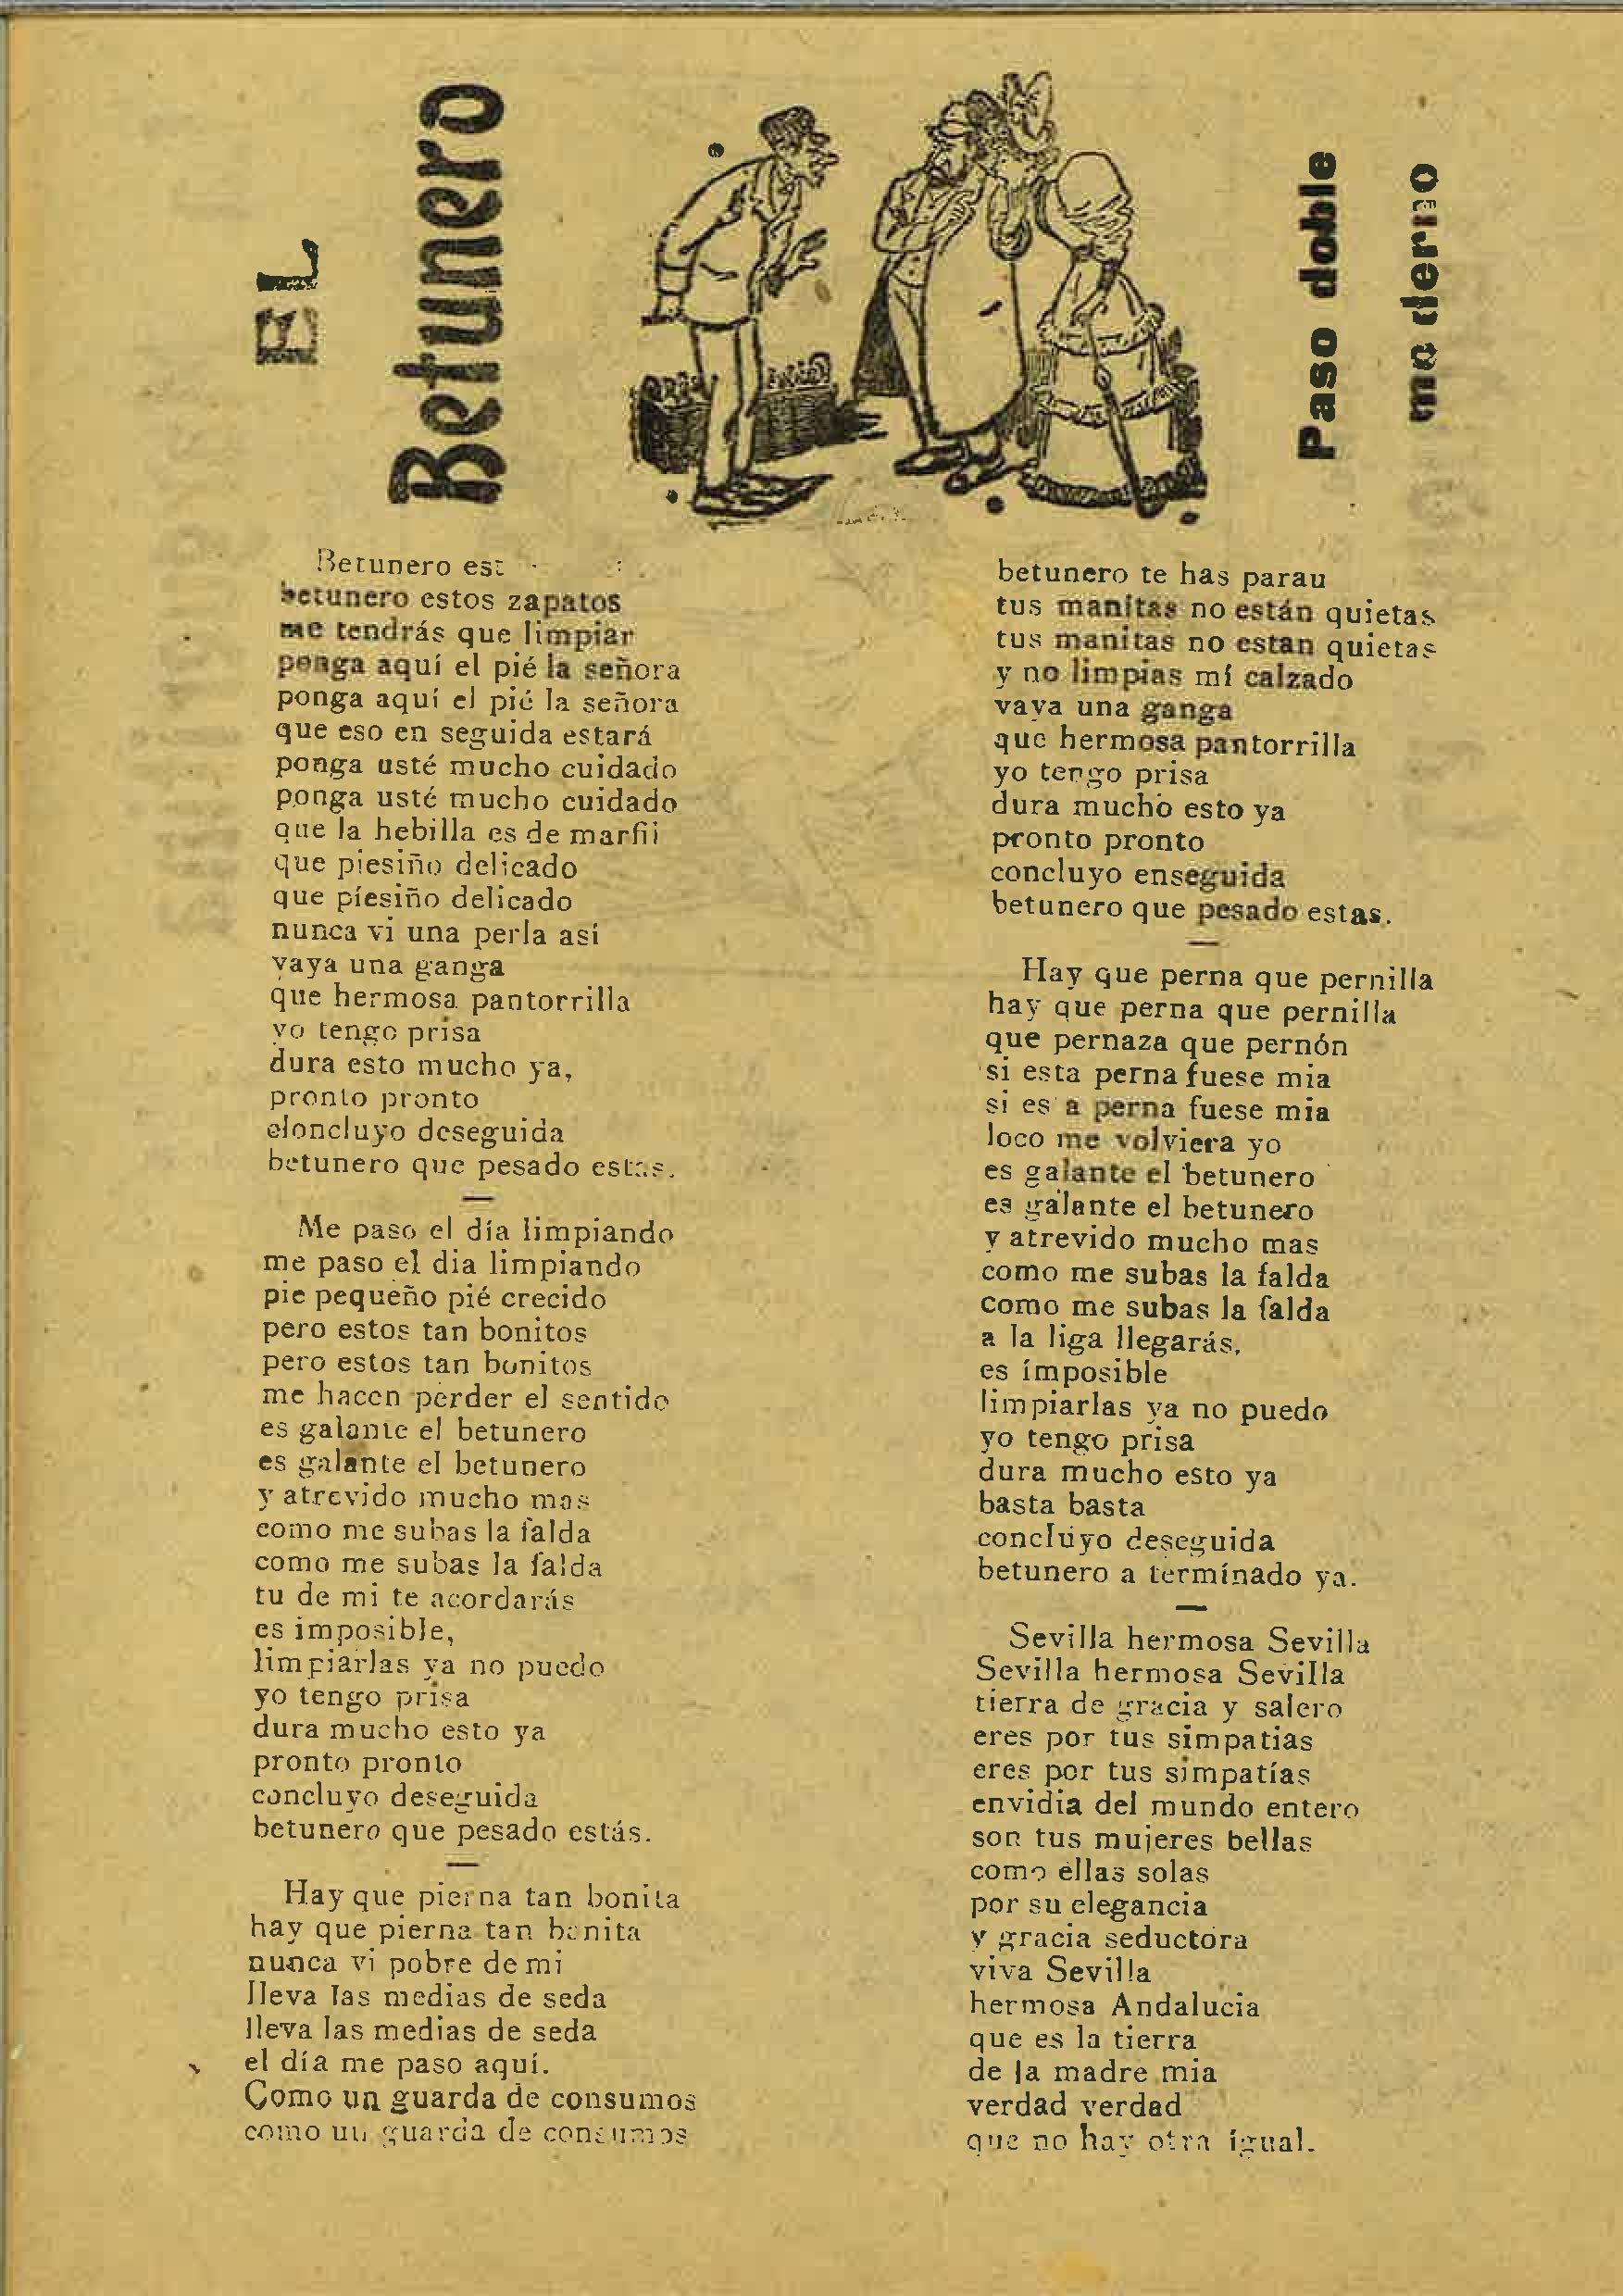 EL
Betunero
Paso doble
moderno
Betunero
betunero estos zapatos
me tendrás que limpiar
ponga aquí el pié la señora
ponga aquí el pié la señora
que eso en seguida estará
ponga usté mucho cuidado
ponga usté mucho cuidado
que la hebilla es de marfii
que piesiño delicado
que píesiño delicado
nunca vi una perla así
vaya una ganga
que hermosa pantorrilla
yo tengo prisa
dura esto mucho ya,
pronto pronto
eloncluyo deseguida
betunero que pesado estas.
Me paso el día limpiando
me paso el dia limpiando
pie pequeño pié crecido
pero estos tan bonitos
pero estos tan bonitos
me hacen perder el sentido
es galante el betunero
es galante el betunero
y atrevido mucho mas
como me subas la falda
como me subas la falda
tu de mi te acordarás
es imposible,
limpiarlas ya no puedo
yo tengo prisa
dura mucho esto ya
pronto pronto
concluyo deseguida
betunero que pesado estás.
Hay que pierna tan bonita
hay que pierna tan bonita
nunca vi pobre de mi
lleva las medias de seda
lleva las medias de seda
el día me paso aquí.
Como un guarda de consumos
como un guarda de consumos
betunero te has parau
tus manitas no están quietas
tus manitas no estan quietas
y no limpias mí calzado
vaya una ganga
que hermosa pantorrilla
yo tengo prisa
dura mucho esto ya
pronto pronto
concluyo enseguida
betunero que pesado estas.
Hay que perna que pernilla
hay que perna que pernilla
que pernaza que pernón
si esta perna fuese mia
si es a perna fuese mia
loco me volviera yo
es galante el betunero
es galante el betunero
y atrevido mucho mas
como me subas la falda
como me subas la falda
a la liga llegarás,
es ímposible
limpiarlas ya no puedo
yo tengo prisa
dura mucho esto ya
basta basta
concluyo deseguida
betunero a termínado ya.
Sevilla hermosa Sevilla
Sevilla hermosa Sevilla
tierra de gracia y salero
eres por tus simpatias
eres por tus simpatías
envidia del mundo entero
son tus mujeres bellas
como ellas solas
por su elegancia
y gracia seductora
viva Sevilla
hermosa Andalucia
que es la tierra
de la madre mia
verdad verdad
que no hay otra ígual.